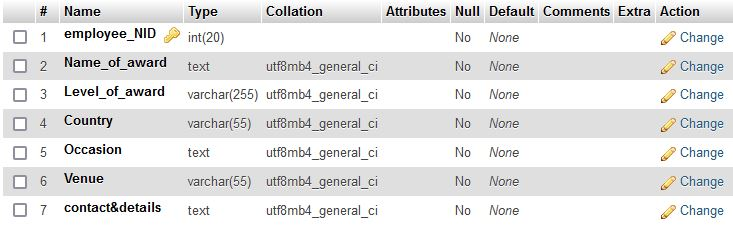 # Name Type Collation Attributes Null Default Comments Extra Action
1 employee_NID int(20) No None Change
2 Name_of_award text utf8mb4_general_ci No None Change
3 Level_of_award varchar(255) utf8mb4_general_ci No None Change
4 Country varchar(55) utf8mb4_general_ci No None Change
5 Occasion text utf8mb4_general_ci No None Change
6 Venue varchar(55) utf8mb4_general_ci No None Change
7 contact&details text utf8mb4_general_ci No None Change